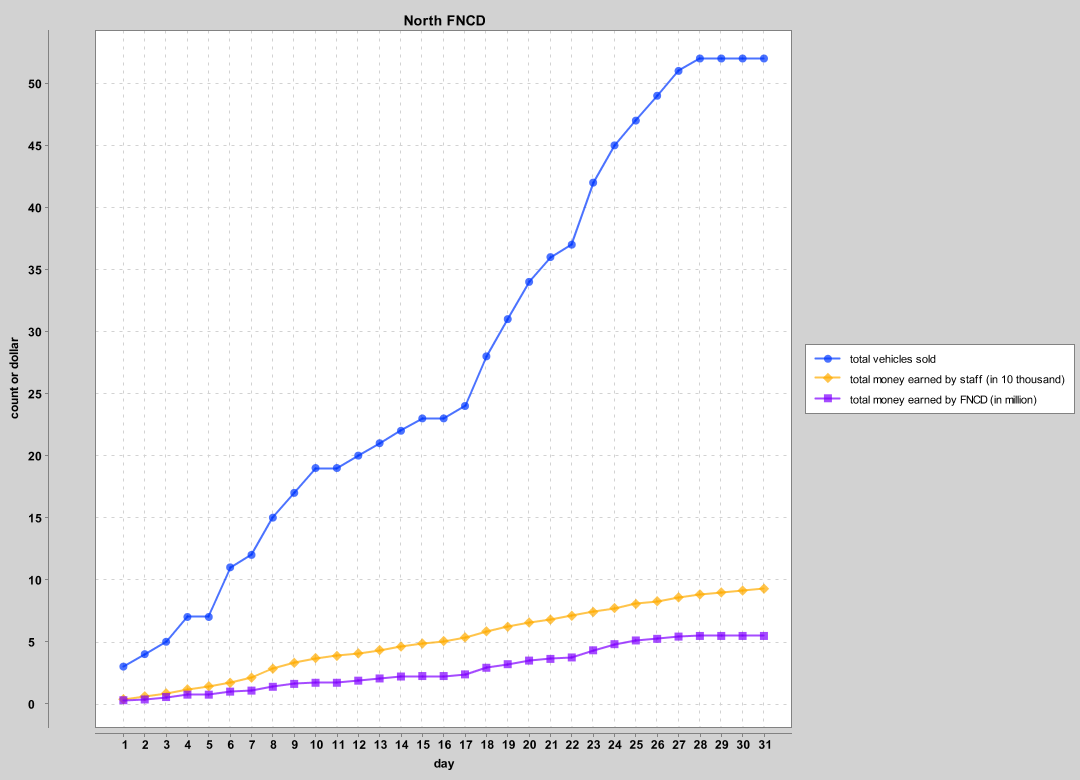 North FNCD
50
45
40
35
30
25
20
15
10
5
0
count or dollar
1 2 3 4 5 6 7 8 9 10 11 12 13 14 15 16 17 18 19 20 21 22 23 24 25 26 27 28 29 30 31
day
total vehicles sold
total money earned by staff (in 10 thousand)
total money earned by FNCD (in million)